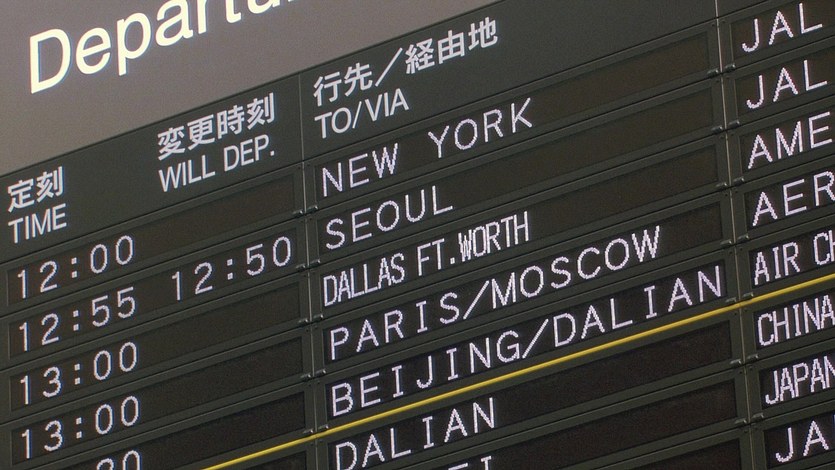 Departu
定刻 変更時刻 行先／経由地
TIME WILL DEP. TO/VIA
12:00 NEW YORK JAL
12:55 12:50 SEOUL JAL
13:00 DALLAS FT.WORTH AME
13:00 PARIS/MOSCOW AER
30 BEIJING/DALIAN AIR CH
DALIAN CHINA
JAPAN
JA